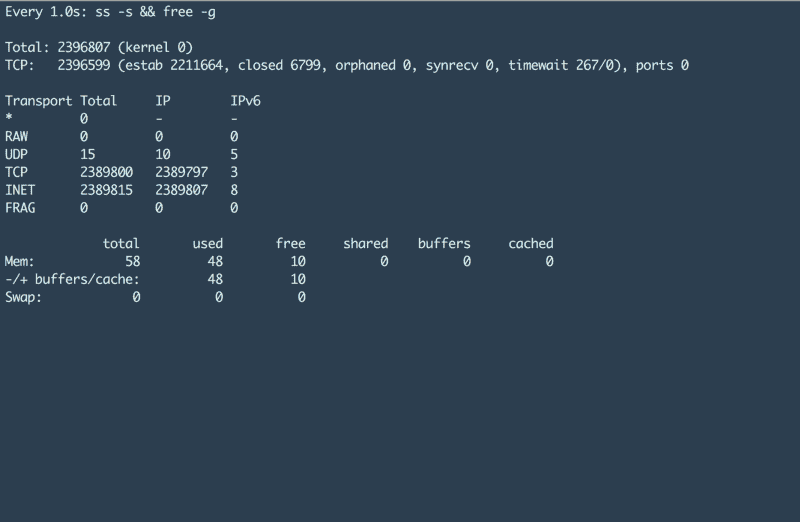 Every 1.0s: ss -s && free -g
Total: 2396807 (kernel 0)
TCP:   2396599 (estab 2211664, closed 6799, orphaned 0, synrecv 0, timewait 267/0), ports 0
Transport Total     IP        IPv6
*         0         -         -
RAW       0         0         0
UDP       15        10        5
TCP       2389800   2389797   3
INET      2389815   2389807   8
FRAG      0         0         0
             total       used       free     shared    buffers     cached
Mem:            58         48         10          0          0          0
-/+ buffers/cache:         48         10
Swap:            0          0          0